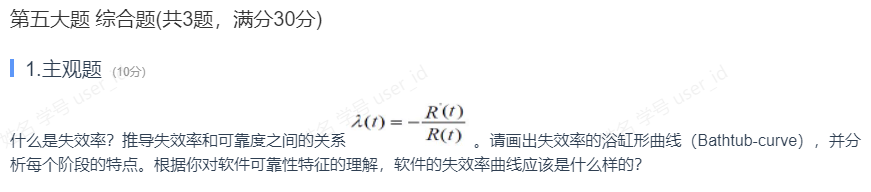 第五大题 综合题(共3题，满分30分)
1.主观题 (10分)
什么是失效率？推导失效率和可靠度之间的关系 λ(t) = - R'(t) / R(t) 。请画出失效率的浴缸形曲线（Bathtub-curve），并分
析每个阶段的特点。根据你对软件可靠性特征的理解，软件的失效率曲线应该是什么样的？